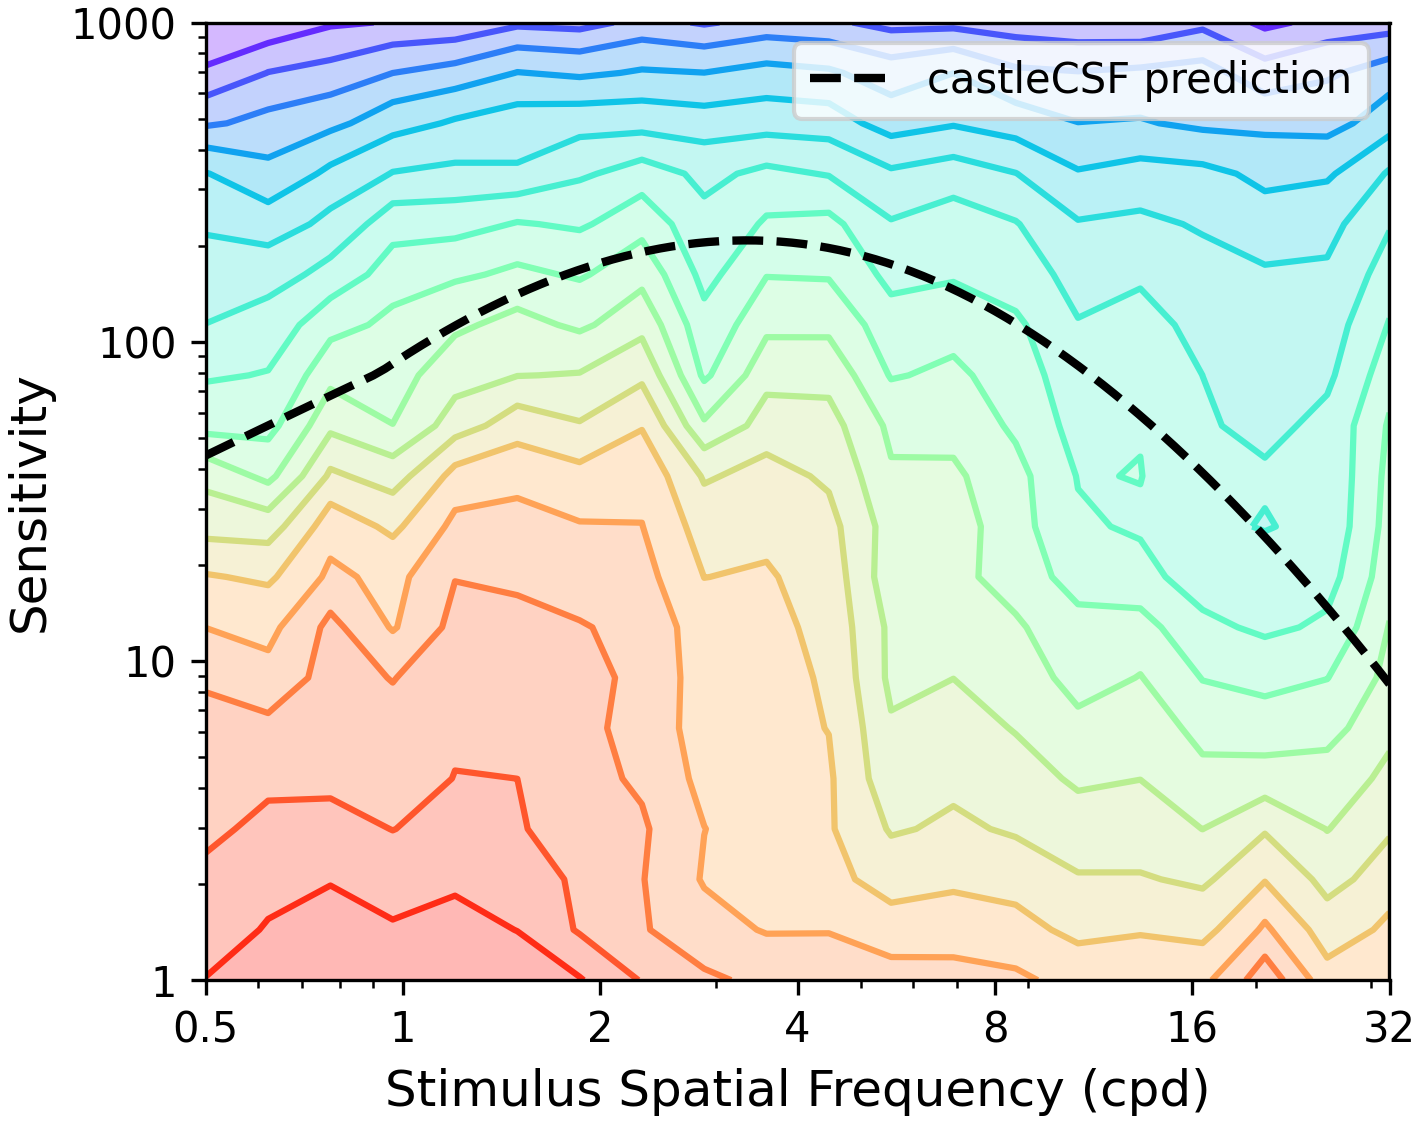 1000
castleCSF prediction
100
Sensitivity
10
1
0.5 1 2 4 8 16 32
Stimulus Spatial Frequency (cpd)